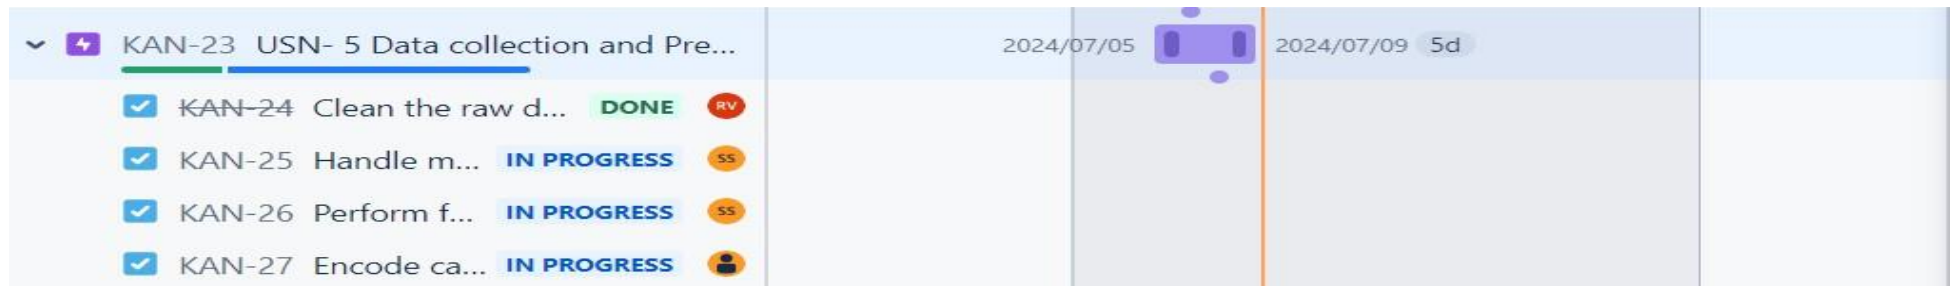 KAN-23 USN- 5 Data collection and Pre... 2024/07/05 2024/07/09 5d
KAN-24 Clean the raw d... DONE RV
KAN-25 Handle m... IN PROGRESS SS
KAN-26 Perform f... IN PROGRESS SS
KAN-27 Encode ca... IN PROGRESS